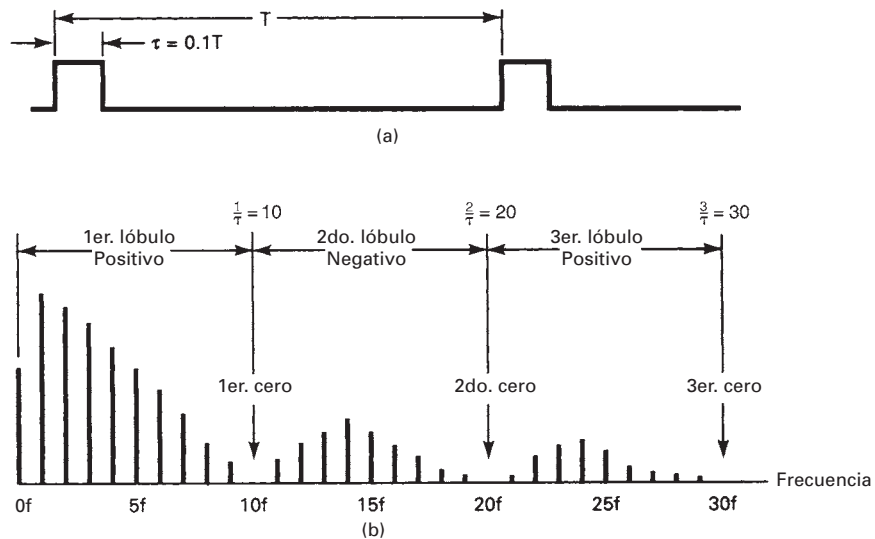 T
τ = 0.1T
(a)
1/τ = 10
2/τ = 20
3/τ = 30
1er. lóbulo
Positivo
2do. lóbulo
Negativo
3er. lóbulo
Positivo
1er. cero
2do. cero
3er. cero
Frecuencia
0f 5f 10f 15f 20f 25f 30f
(b)